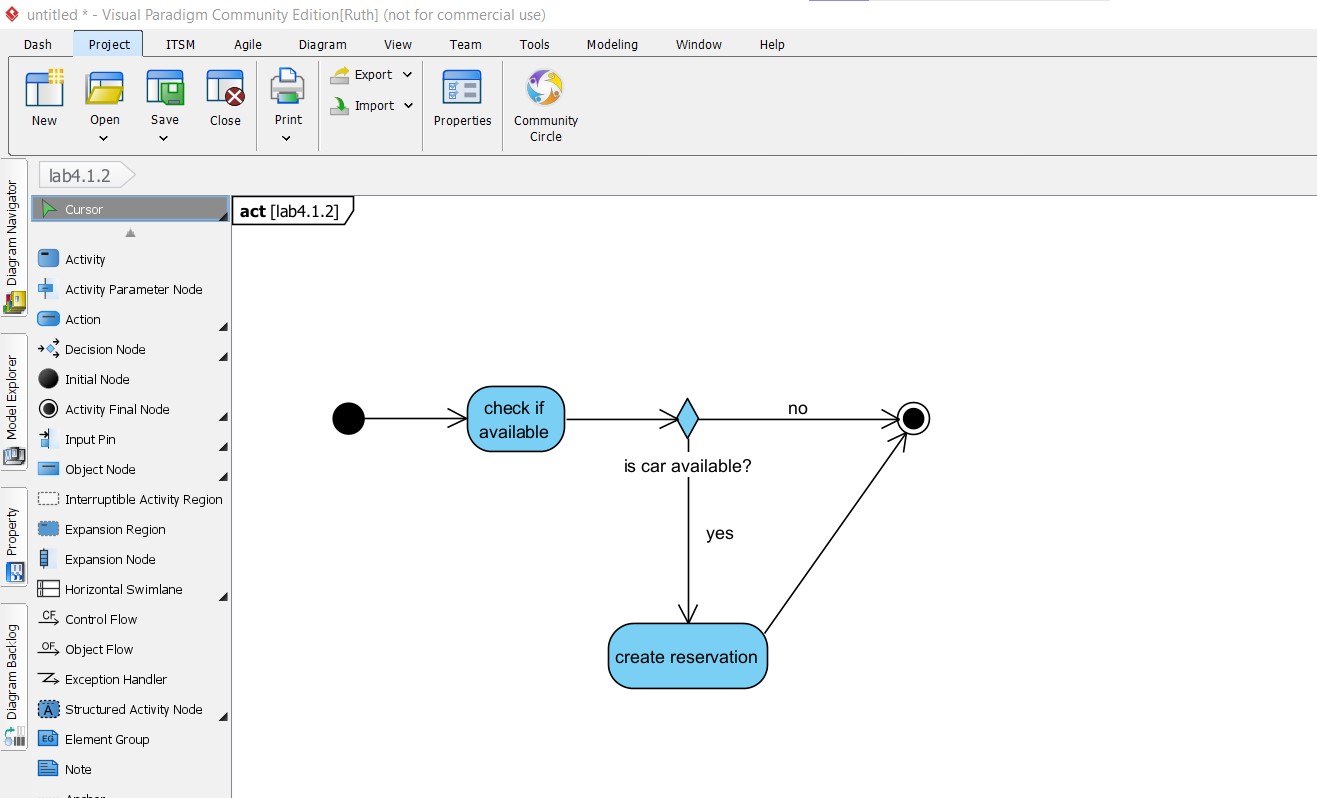 untitled * - Visual Paradigm Community Edition[Ruth] (not for commercial use)
Dash Project ITSM Agile Diagram View Team Tools Modeling Window Help
New
Open
Save
Close
Print
Export
Import
Properties
Community
Circle
lab4.1.2
Diagram Navigator
Model Explorer
Property
Diagram Backlog
Cursor
Activity
Activity Parameter Node
Action
Decision Node
Initial Node
Activity Final Node
Input Pin
Object Node
Interruptible Activity Region
Expansion Region
Expansion Node
Horizontal Swimlane
CF Control Flow
OF Object Flow
Exception Handler
A Structured Activity Node
EG Element Group
Note
act [lab4.1.2]
check if
available
no
is car available?
yes
create reservation